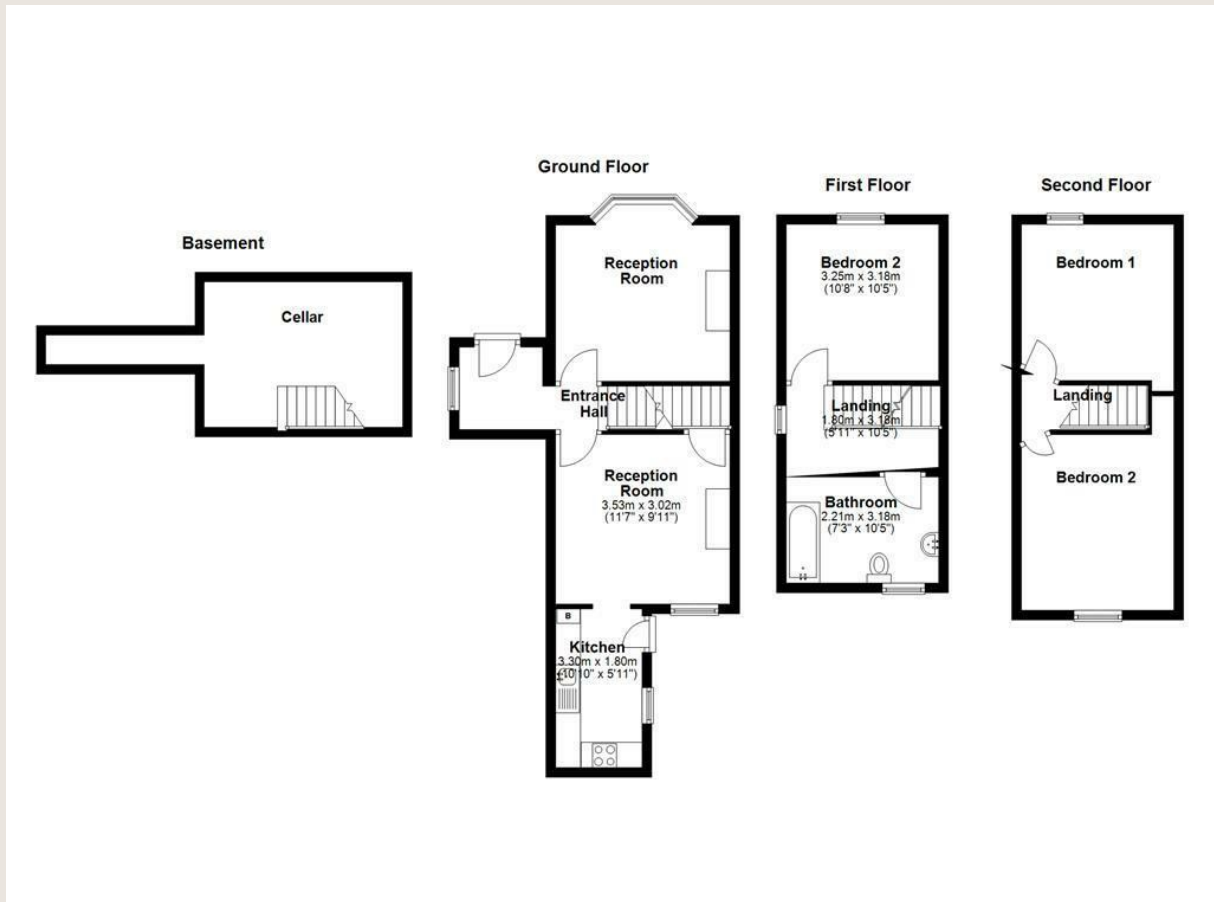 Basement
Cellar
Ground Floor
Reception
Room
Entrance
Hall
Reception
Room
3.53m x 3.02m
(11'7" x 9'11")
B
Kitchen
3.30m x 1.80m
(10'10" x 5'11")
First Floor
Bedroom 2
3.25m x 3.18m
(10'8" x 10'5")
Landing
1.80m x 3.18m
(5'11" x 10'5")
Bathroom
2.21m x 3.18m
(7'3" x 10'5")
Second Floor
Bedroom 1
Landing
Bedroom 2